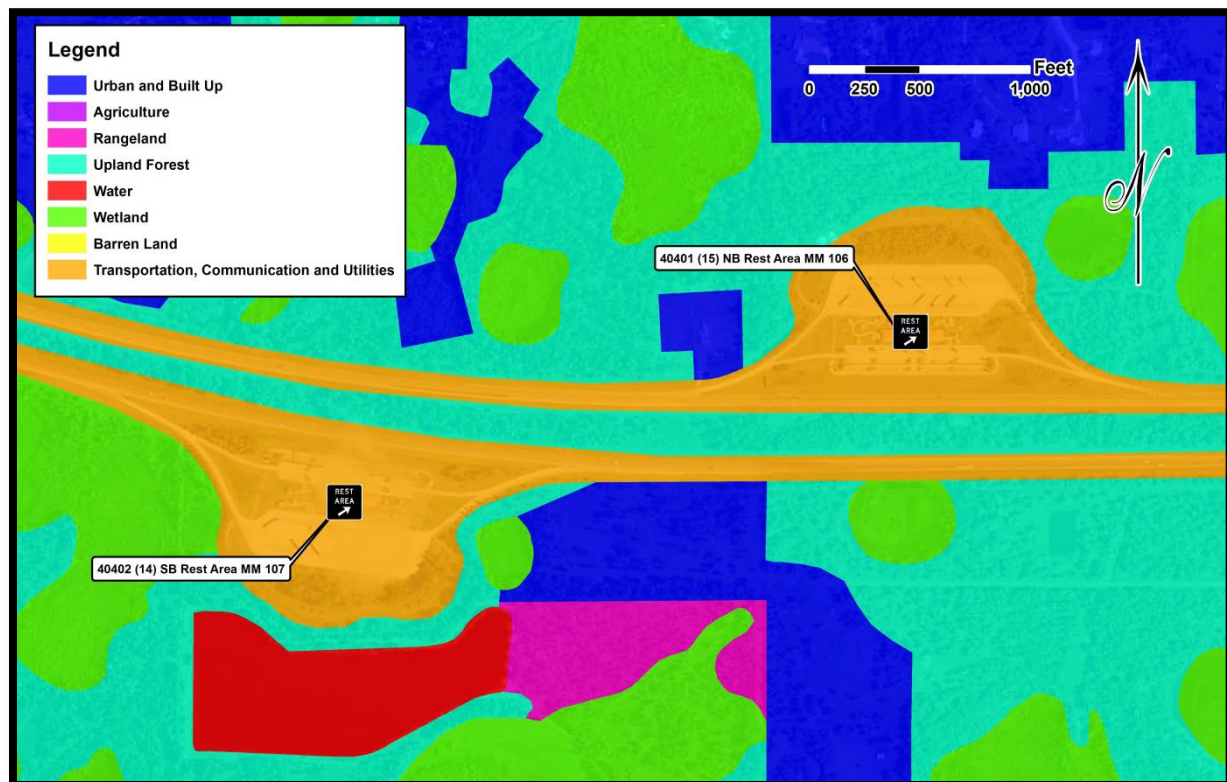 Legend
Urban and Built Up
Agriculture
Rangeland
Upland Forest
Water
Wetland
Barren Land
Transportation, Communication and Utilities
Feet
0 250 500 1,000
N
40401 (15) NB Rest Area MM 106
REST
AREA
REST
AREA
40402 (14) SB Rest Area MM 107